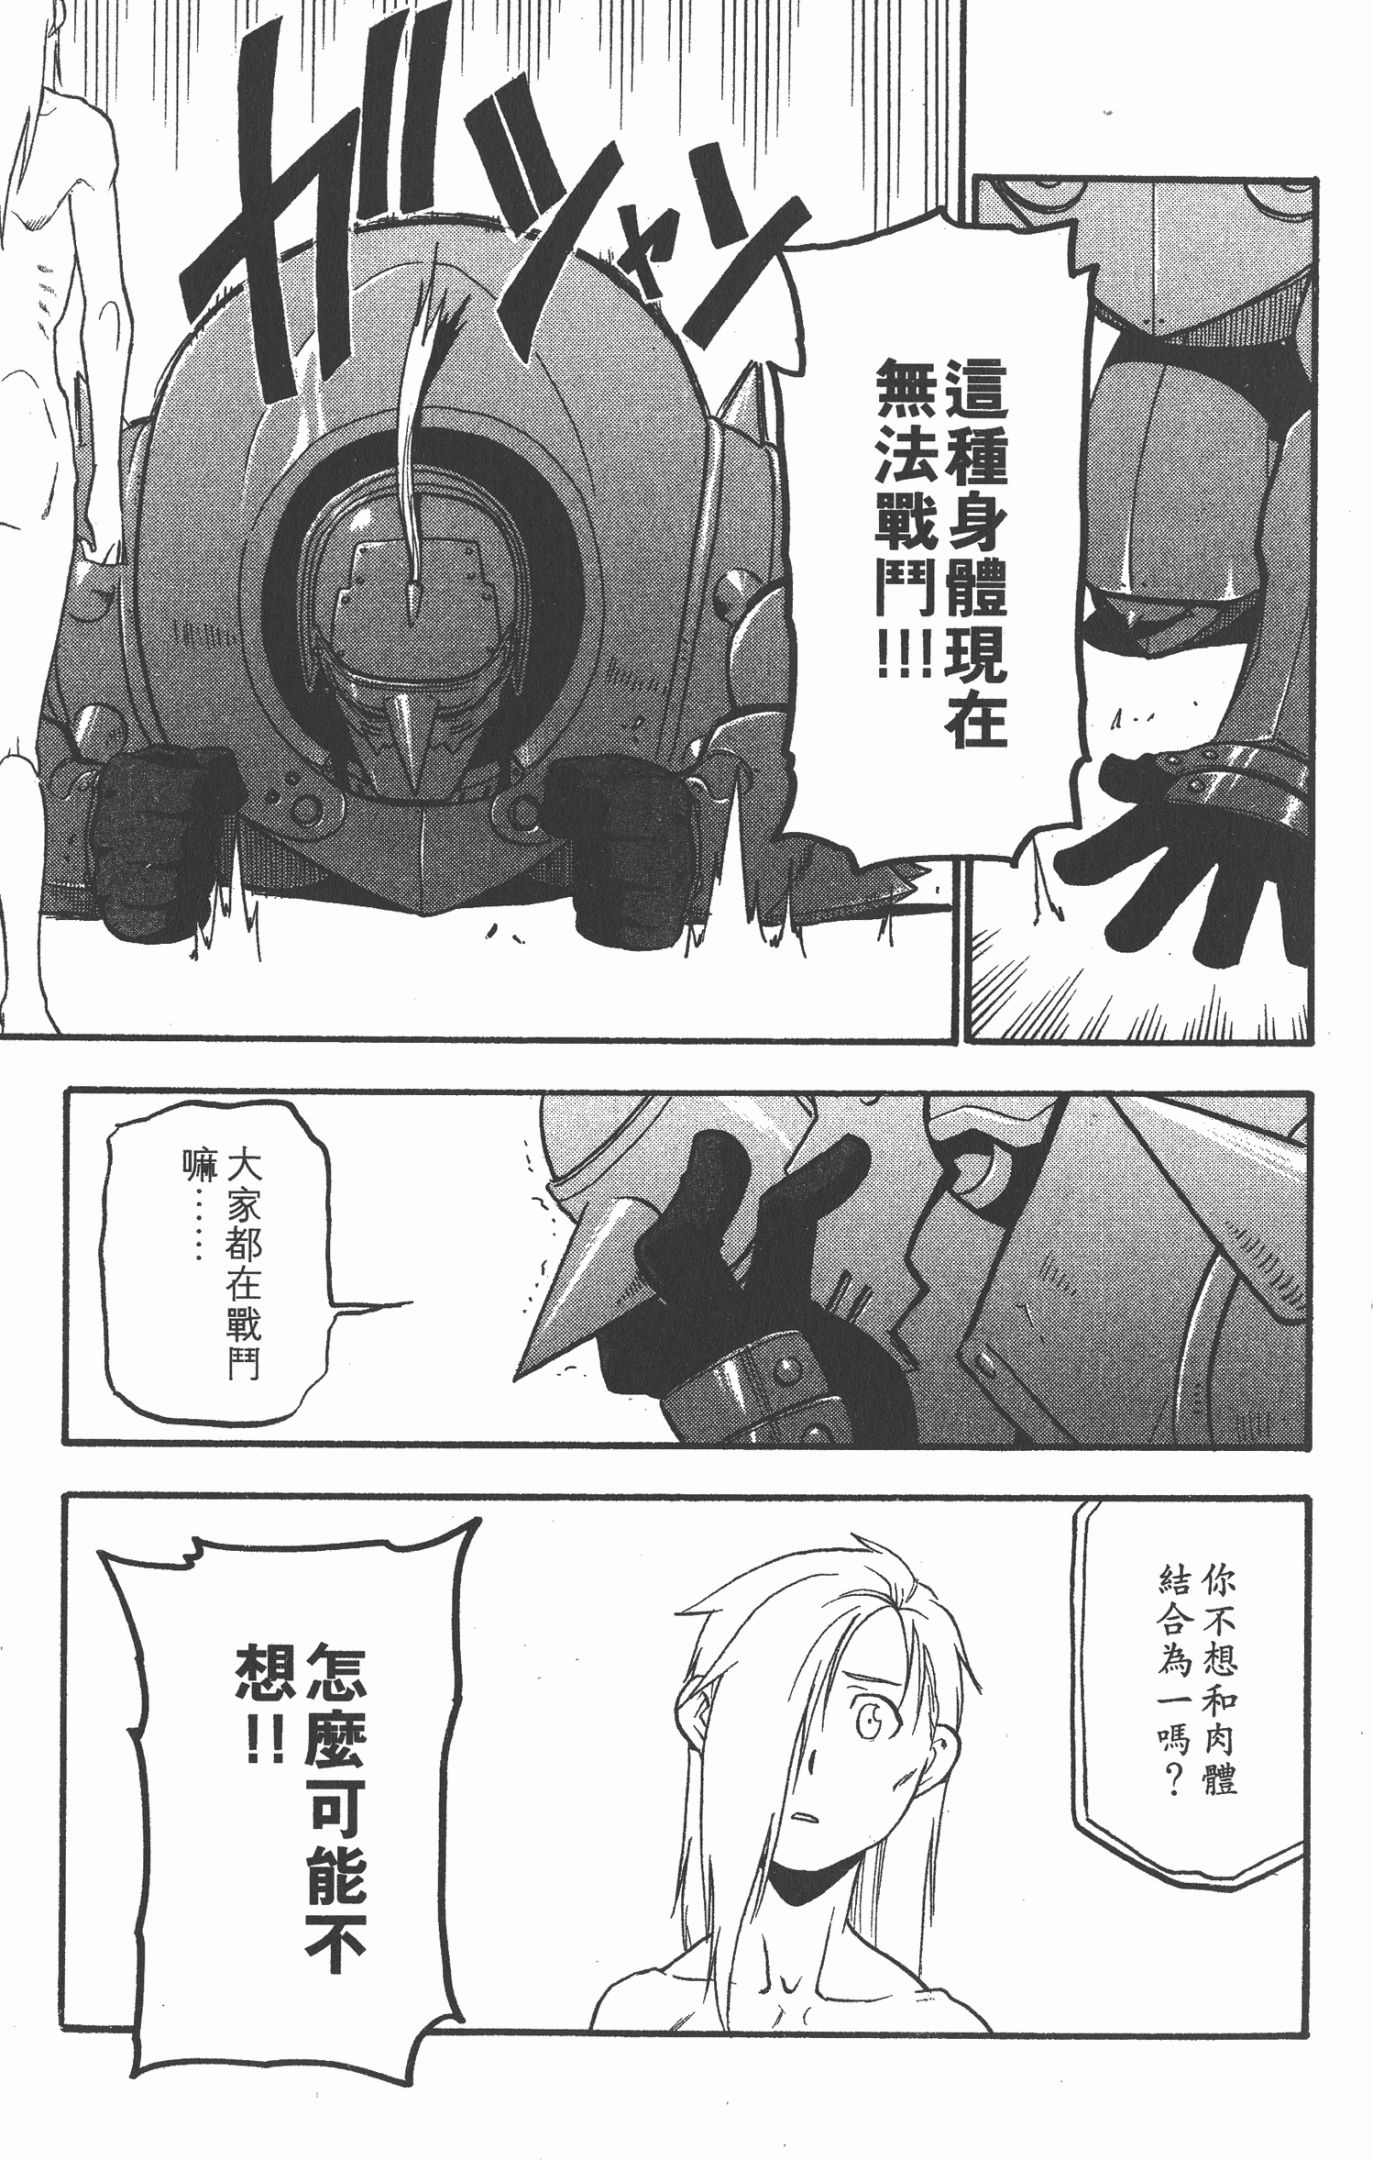 這種身體現在
無法戰鬥!!!
ガシャン
大家都在戰鬥
嘛……
你不想和肉體
結合為一嗎？
怎麼可能不
想!!